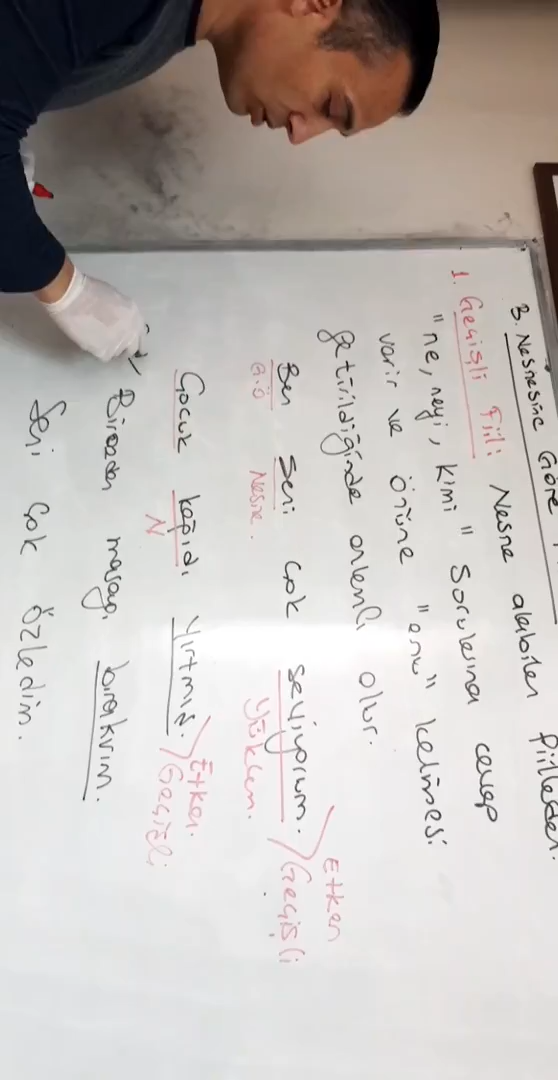 B. Nesnesine Göre
1. Geçişli Fiil: Nesne alabilen fiillerdir.
"ne, neyi, kimi" sorularına cevap
verir ve önüne "onu" kelimesi
getirildiğinde anlamlı olur.
Ben seni çok seviyorum. Etken
G.Ö Nesne. Yüklem. Geçişli
Çocuk kağıdı yırtmış. Etken.
N Geçişli
Birazdan masayı bırakırım.
Seni çok özledim.